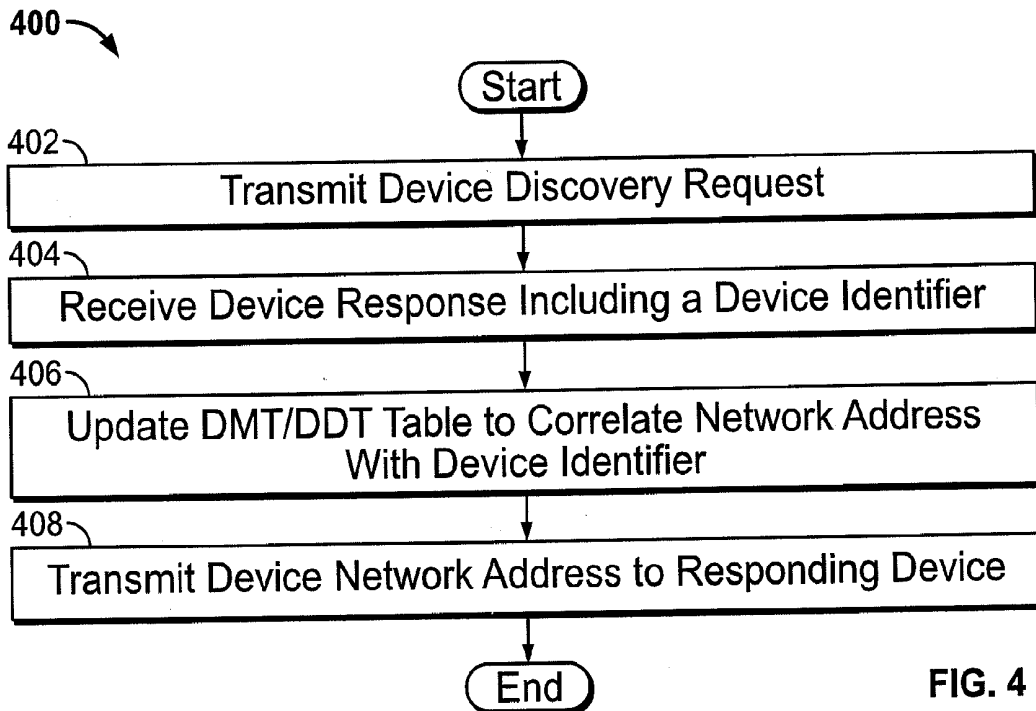 400
Start
402
Transmit Device Discovery Request
404
Receive Device Response Including a Device Identifier
406
Update DMT/DDT Table to Correlate Network Address
With Device Identifier
408
Transmit Device Network Address to Responding Device
End
FIG. 4